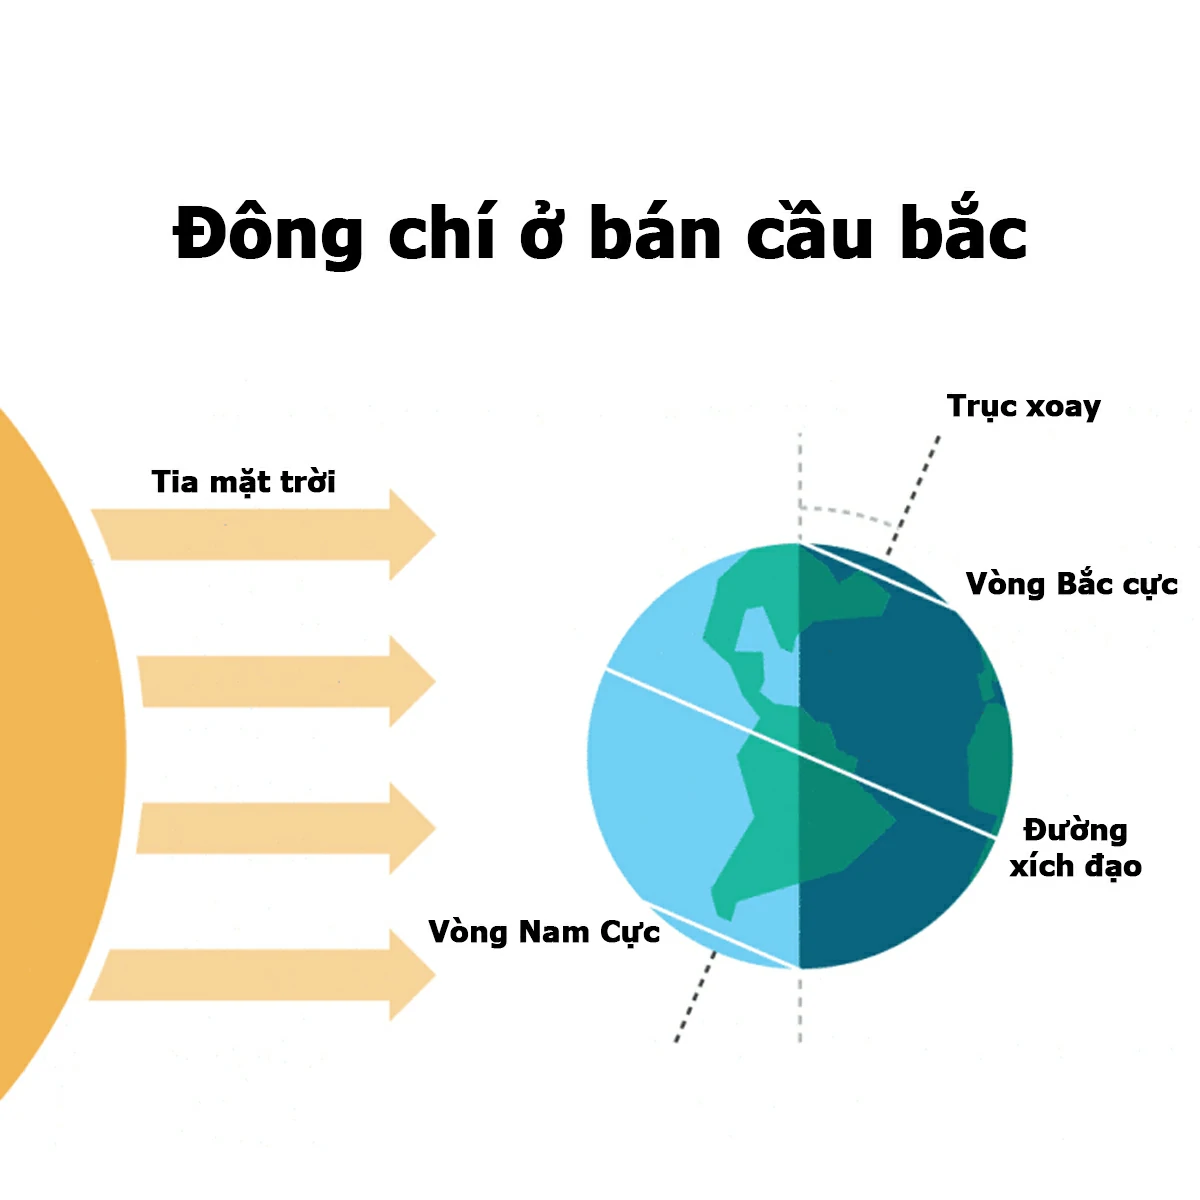 Đông chí ở bán cầu bắc
Trục xoay
Tia mặt trời
Vòng Bắc cực
Đường
xích đạo
Vòng Nam Cực